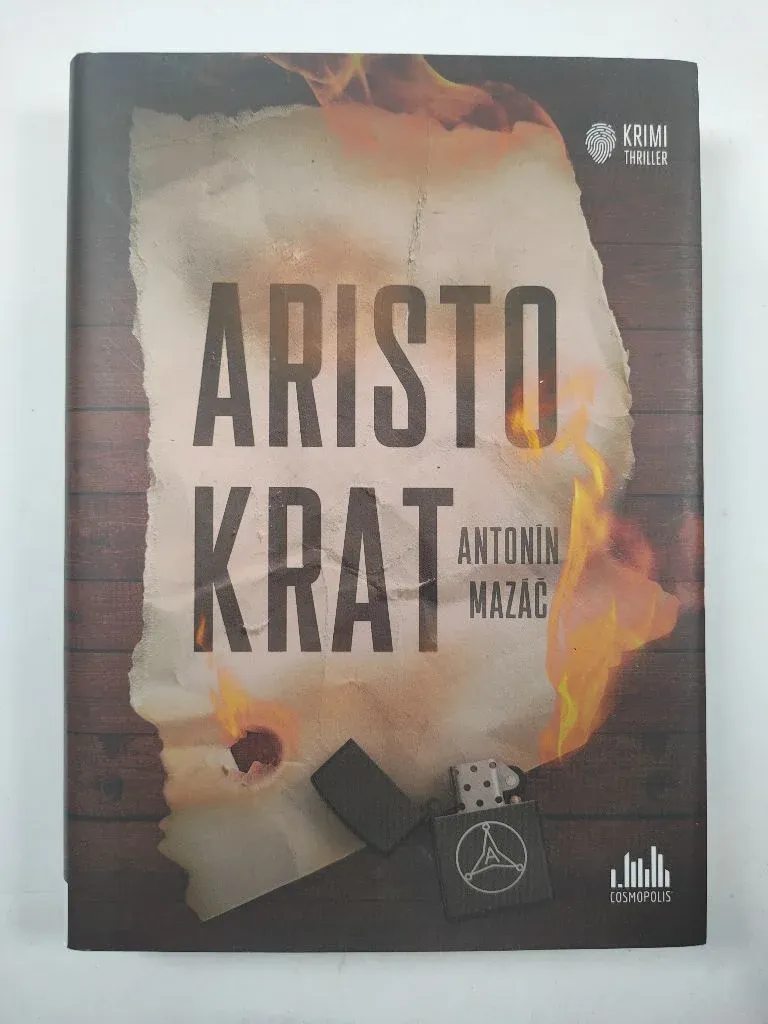 KRIMI
THRILLER
ARISTO
KRAT
ANTONÍN
MAZÁČ
A
COSMOPOLIS